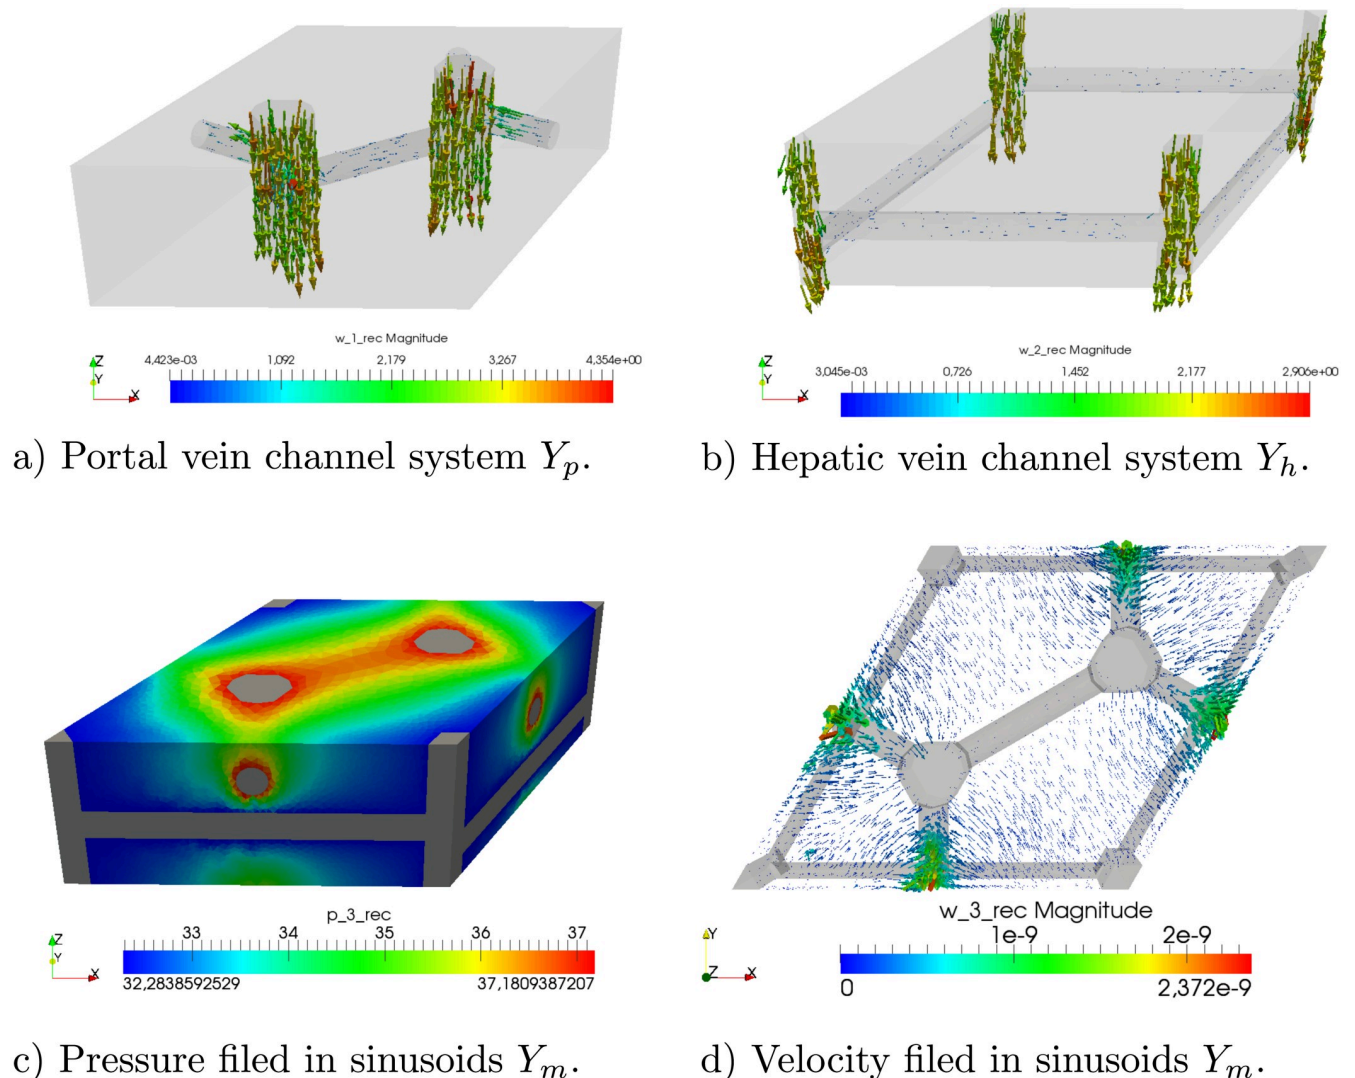 w_1_rec Magnitude
4,423e-03 1.092 2,179 3,267 4,354e+00
Z
Y
X
a) Portal vein channel system Yp.
w_2_rec Magnitude
3,045e-03 0,726 1,452 2,177 2,906e+00
Z
Y
X
b) Hepatic vein channel system Yh.
p_3_rec
33 34 35 36 37
32,2838592529 37,1809387207
Z
Y
X
c) Pressure filed in sinusoids Ym.
w_3_rec Magnitude
1e-9 2e-9
0 2,372e-9
Y
Z X
d) Velocity filed in sinusoids Ym.